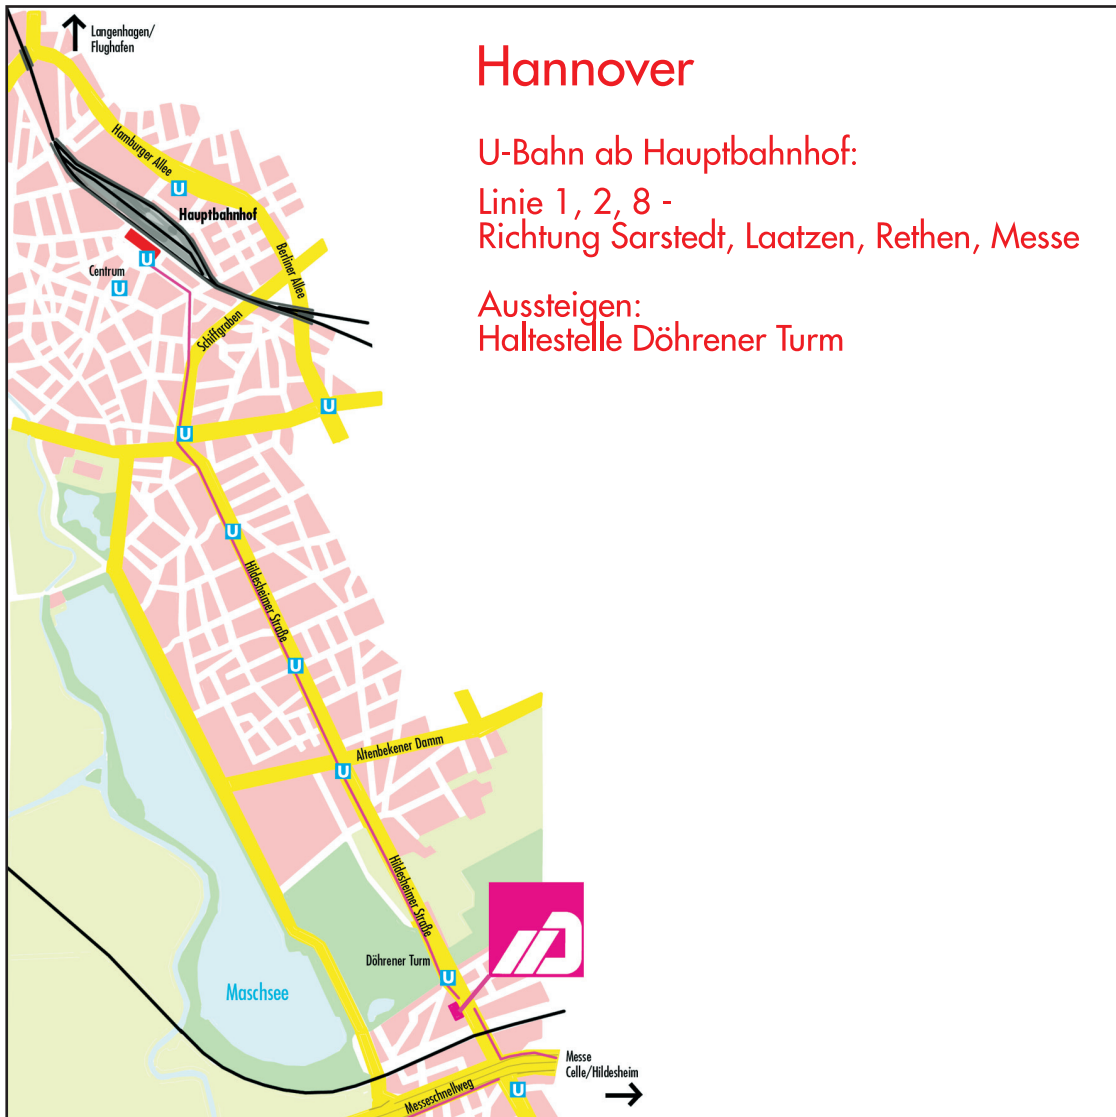 Langenhagen/
Flughafen
Hannover
U-Bahn ab Hauptbahnhof:
Linie 1, 2, 8 -
Richtung Sarstedt, Laatzen, Rethen, Messe
Aussteigen:
Haltestelle Döhrener Turm
Hamburger Allee
U
Hauptbahnhof
U
Centrum
U
Berliner Allee
Schiffgraben
U
U
U
Hildesheimer Straße
U
Altenbekener Damm
U
Hildesheimer Straße
Döhrener Turm
U
Maschsee
Messe
Celle/Hildesheim
Messeschnellweg
U